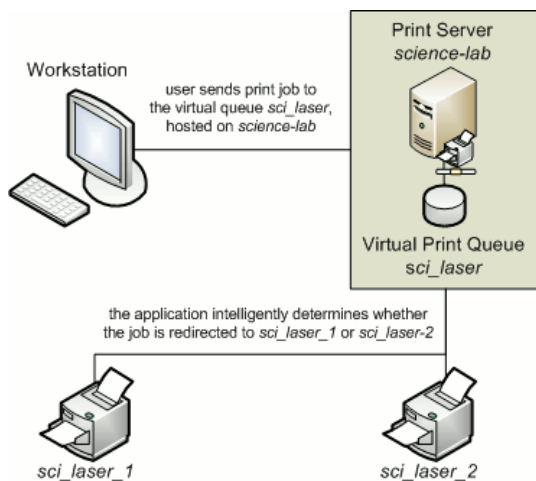 Print Server
science-lab
Workstation
user sends print job to
the virtual queue sci_laser,
hosted on science-lab
Virtual Print Queue
sci_laser
the application intelligently determines whether
the job is redirected to sci_laser_1 or sci_laser-2
sci_laser_1
sci_laser_2